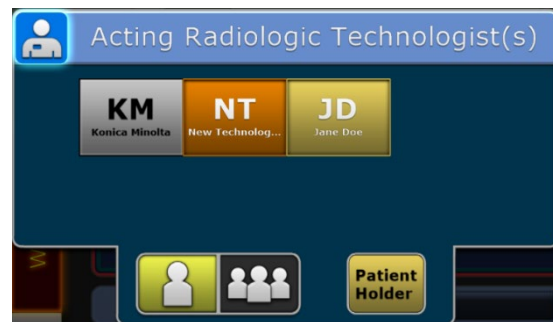 Acting Radiologic Technologist(s)
KM
Konica Minolta
NT
New Technolog...
JD
Jane Doe
Patient
Holder